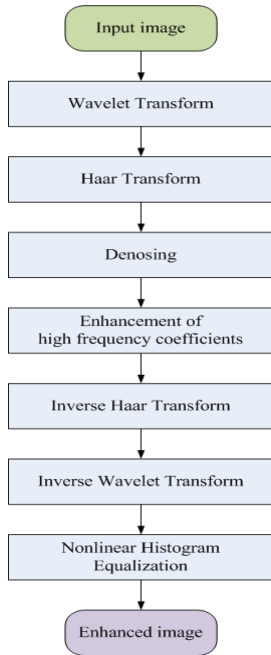 Input image
Wavelet Transform
Haar Transform
Denosing
Enhancement of
high frequency coefficients
Inverse Haar Transform
Inverse Wavelet Transform
Nonlinear Histogram
Equalization
Enhanced image